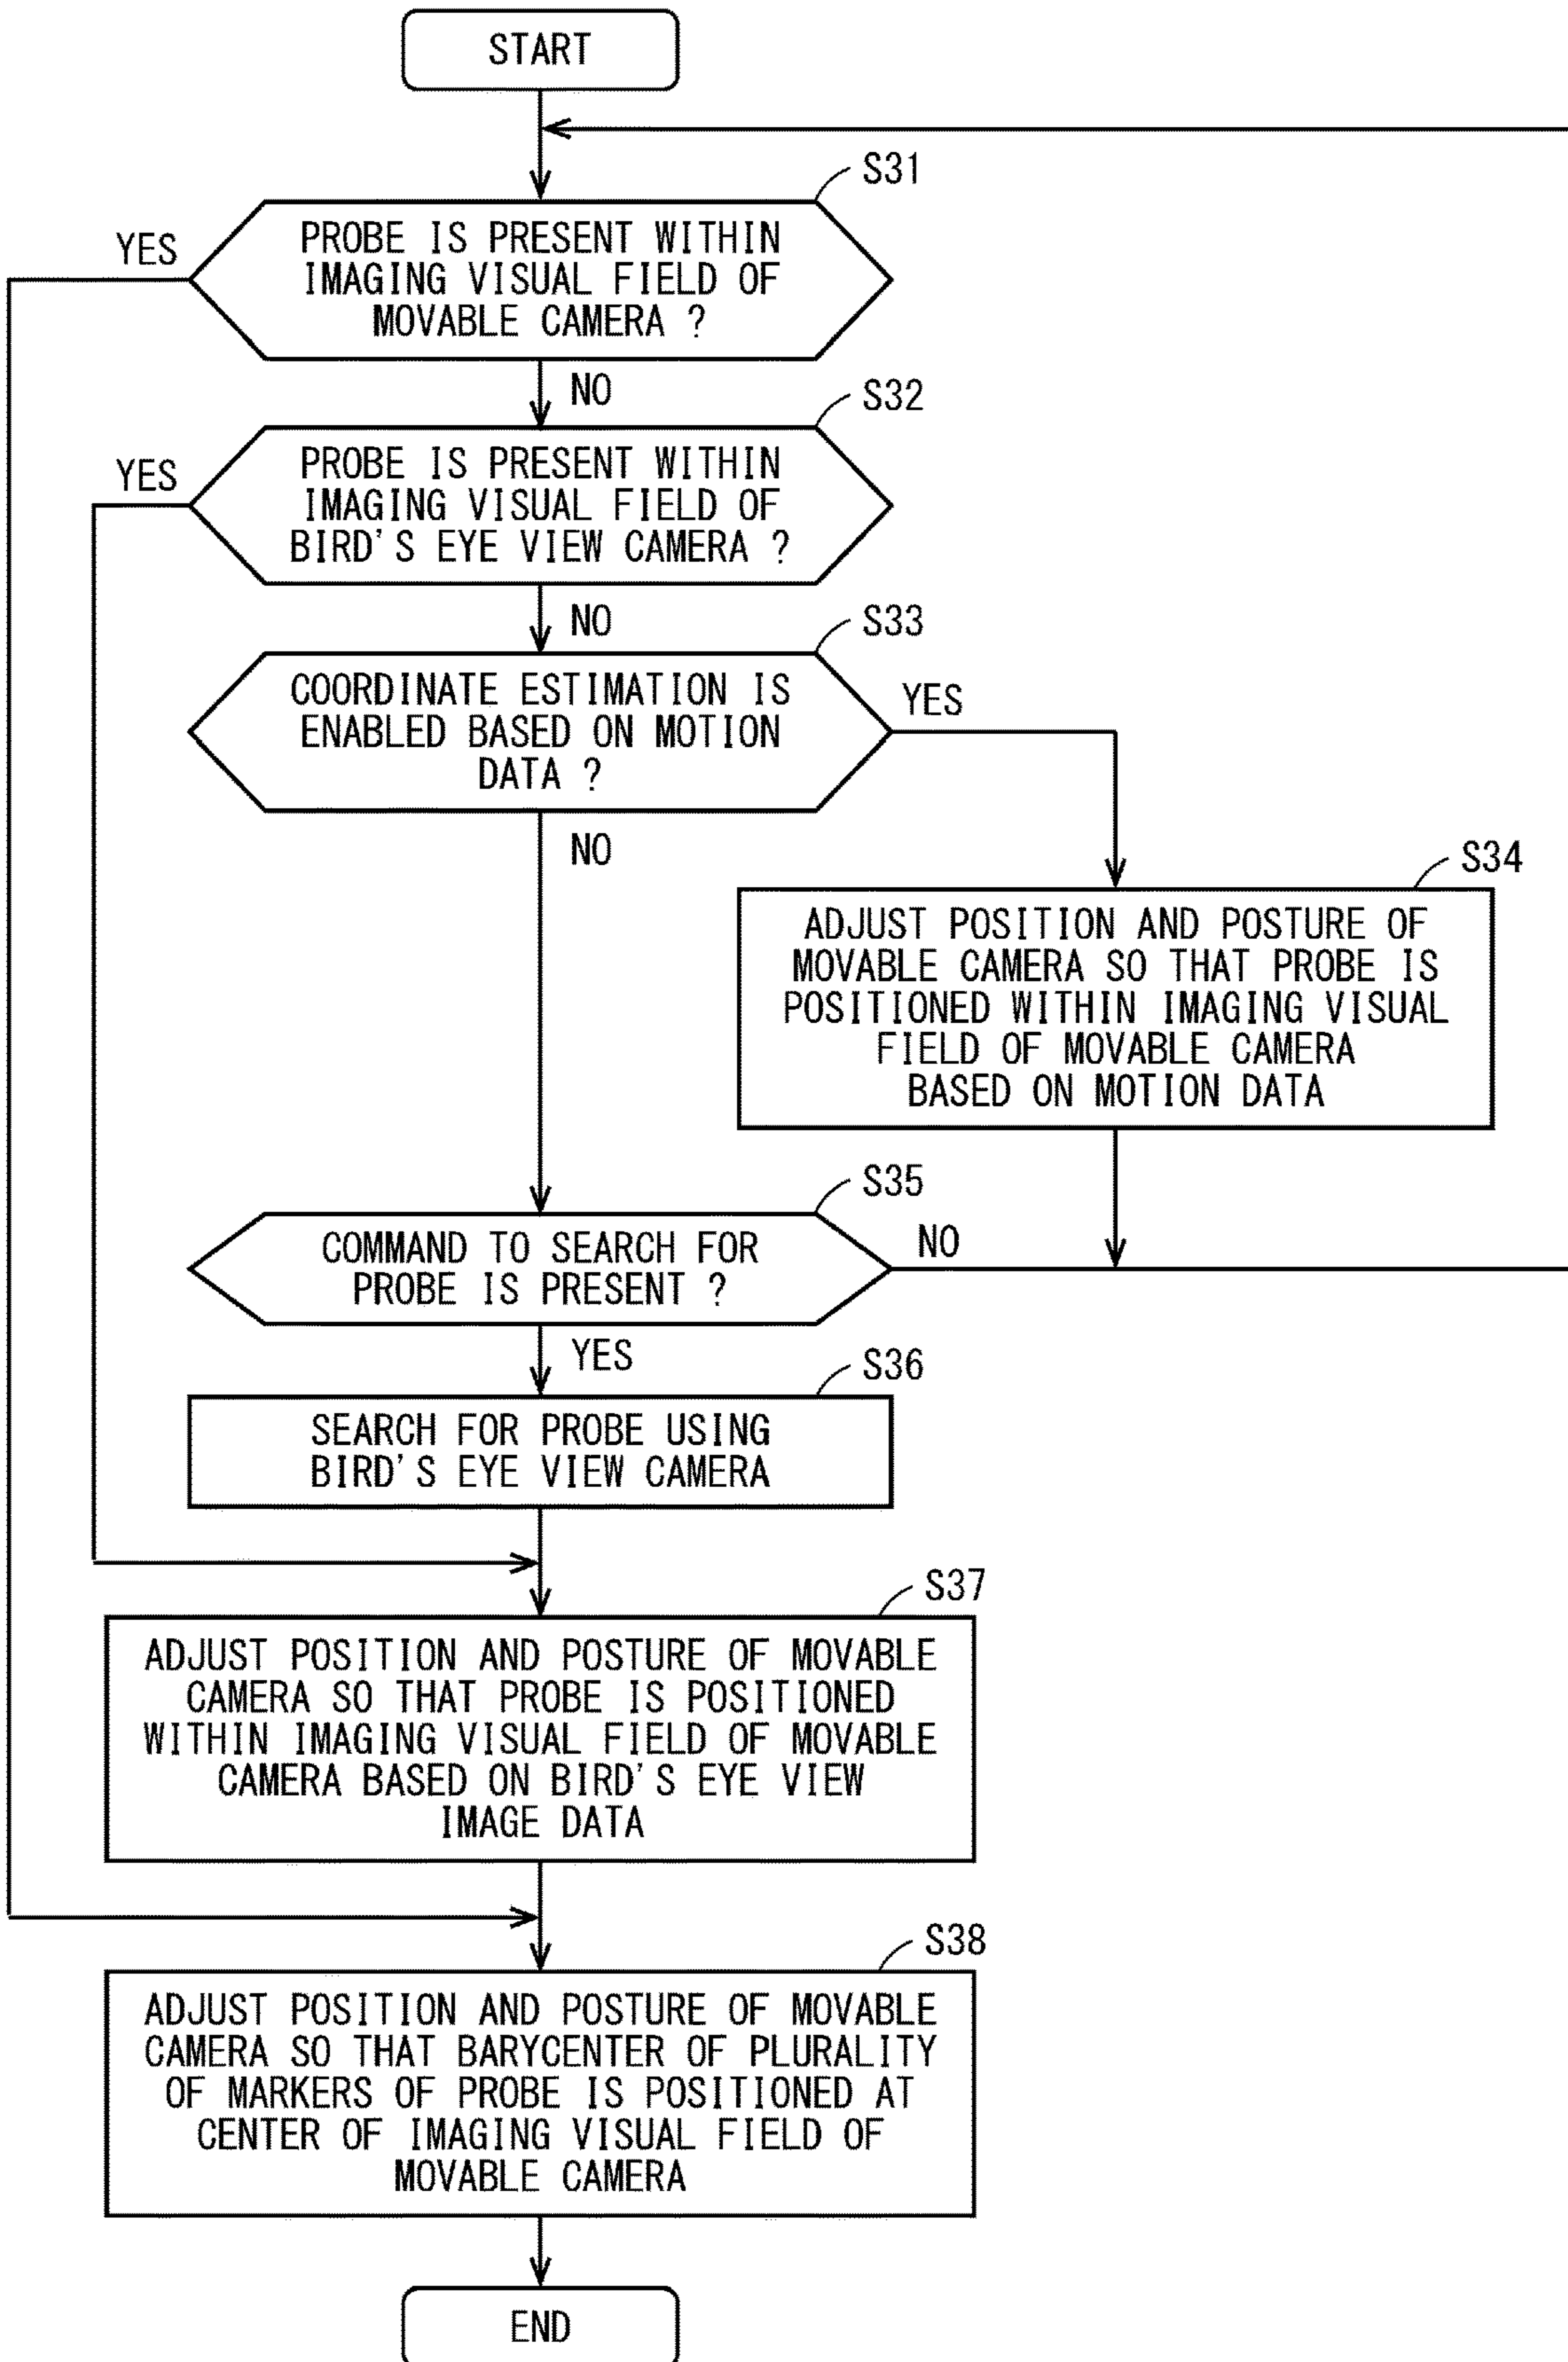 START
S31
YES
PROBE IS PRESENT WITHIN
IMAGING VISUAL FIELD OF
MOVABLE CAMERA ?
NO
S32
YES
PROBE IS PRESENT WITHIN
IMAGING VISUAL FIELD OF
BIRD'S EYE VIEW CAMERA ?
NO
S33
COORDINATE ESTIMATION IS
ENABLED BASED ON MOTION
DATA ?
YES
NO
S34
ADJUST POSITION AND POSTURE OF
MOVABLE CAMERA SO THAT PROBE IS
POSITIONED WITHIN IMAGING VISUAL
FIELD OF MOVABLE CAMERA
BASED ON MOTION DATA
S35
COMMAND TO SEARCH FOR
PROBE IS PRESENT ?
NO
YES
S36
SEARCH FOR PROBE USING
BIRD'S EYE VIEW CAMERA
S37
ADJUST POSITION AND POSTURE OF MOVABLE
CAMERA SO THAT PROBE IS POSITIONED
WITHIN IMAGING VISUAL FIELD OF MOVABLE
CAMERA BASED ON BIRD'S EYE VIEW
IMAGE DATA
S38
ADJUST POSITION AND POSTURE OF MOVABLE
CAMERA SO THAT BARYCENTER OF PLURALITY
OF MARKERS OF PROBE IS POSITIONED AT
CENTER OF IMAGING VISUAL FIELD OF
MOVABLE CAMERA
END